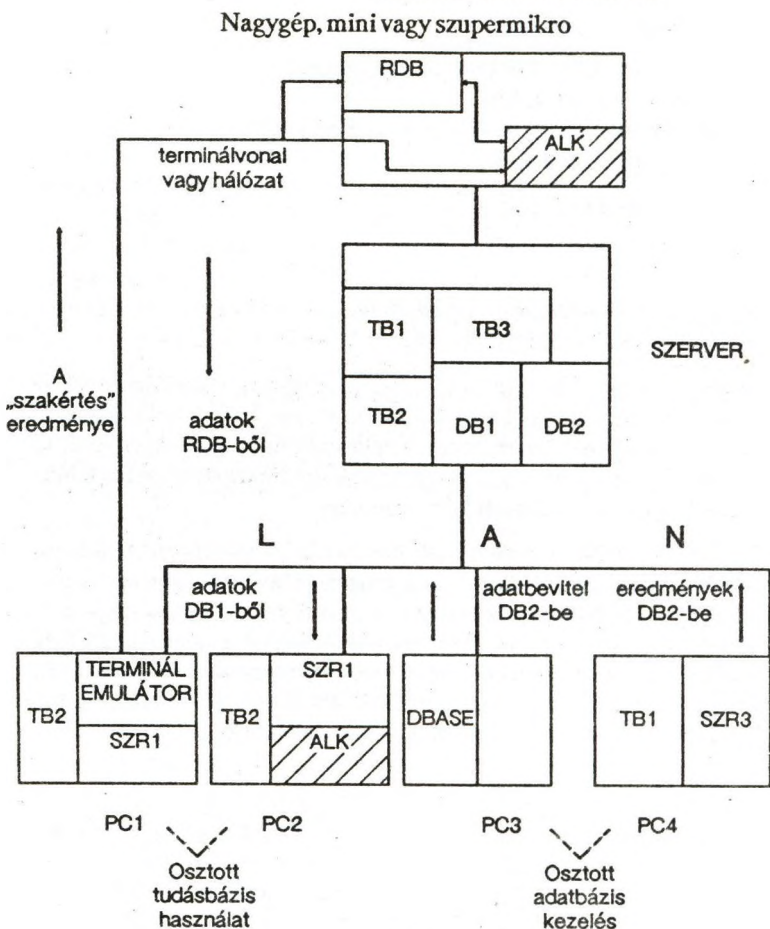 Nagygép, mini vagy szupermikro
RDB
ALK
terminálvonal
vagy hálózat
TB1
TB3
SZERVER
A
„szakértés”
eredménye
adatok
RDB-ből
TB2
DB1
DB2
L A N
adatok
DB1-ből
adatbevitel
DB2-be
eredmények
DB2-be
TB2
TERMINÁL
EMULÁTOR
SZR1
TB2
SZR1
ALK
DBASE
TB1
SZR3
PC1
PC2
PC3
PC4
Osztott
tudásbázis
használat
Osztott
adatbázis
kezelés